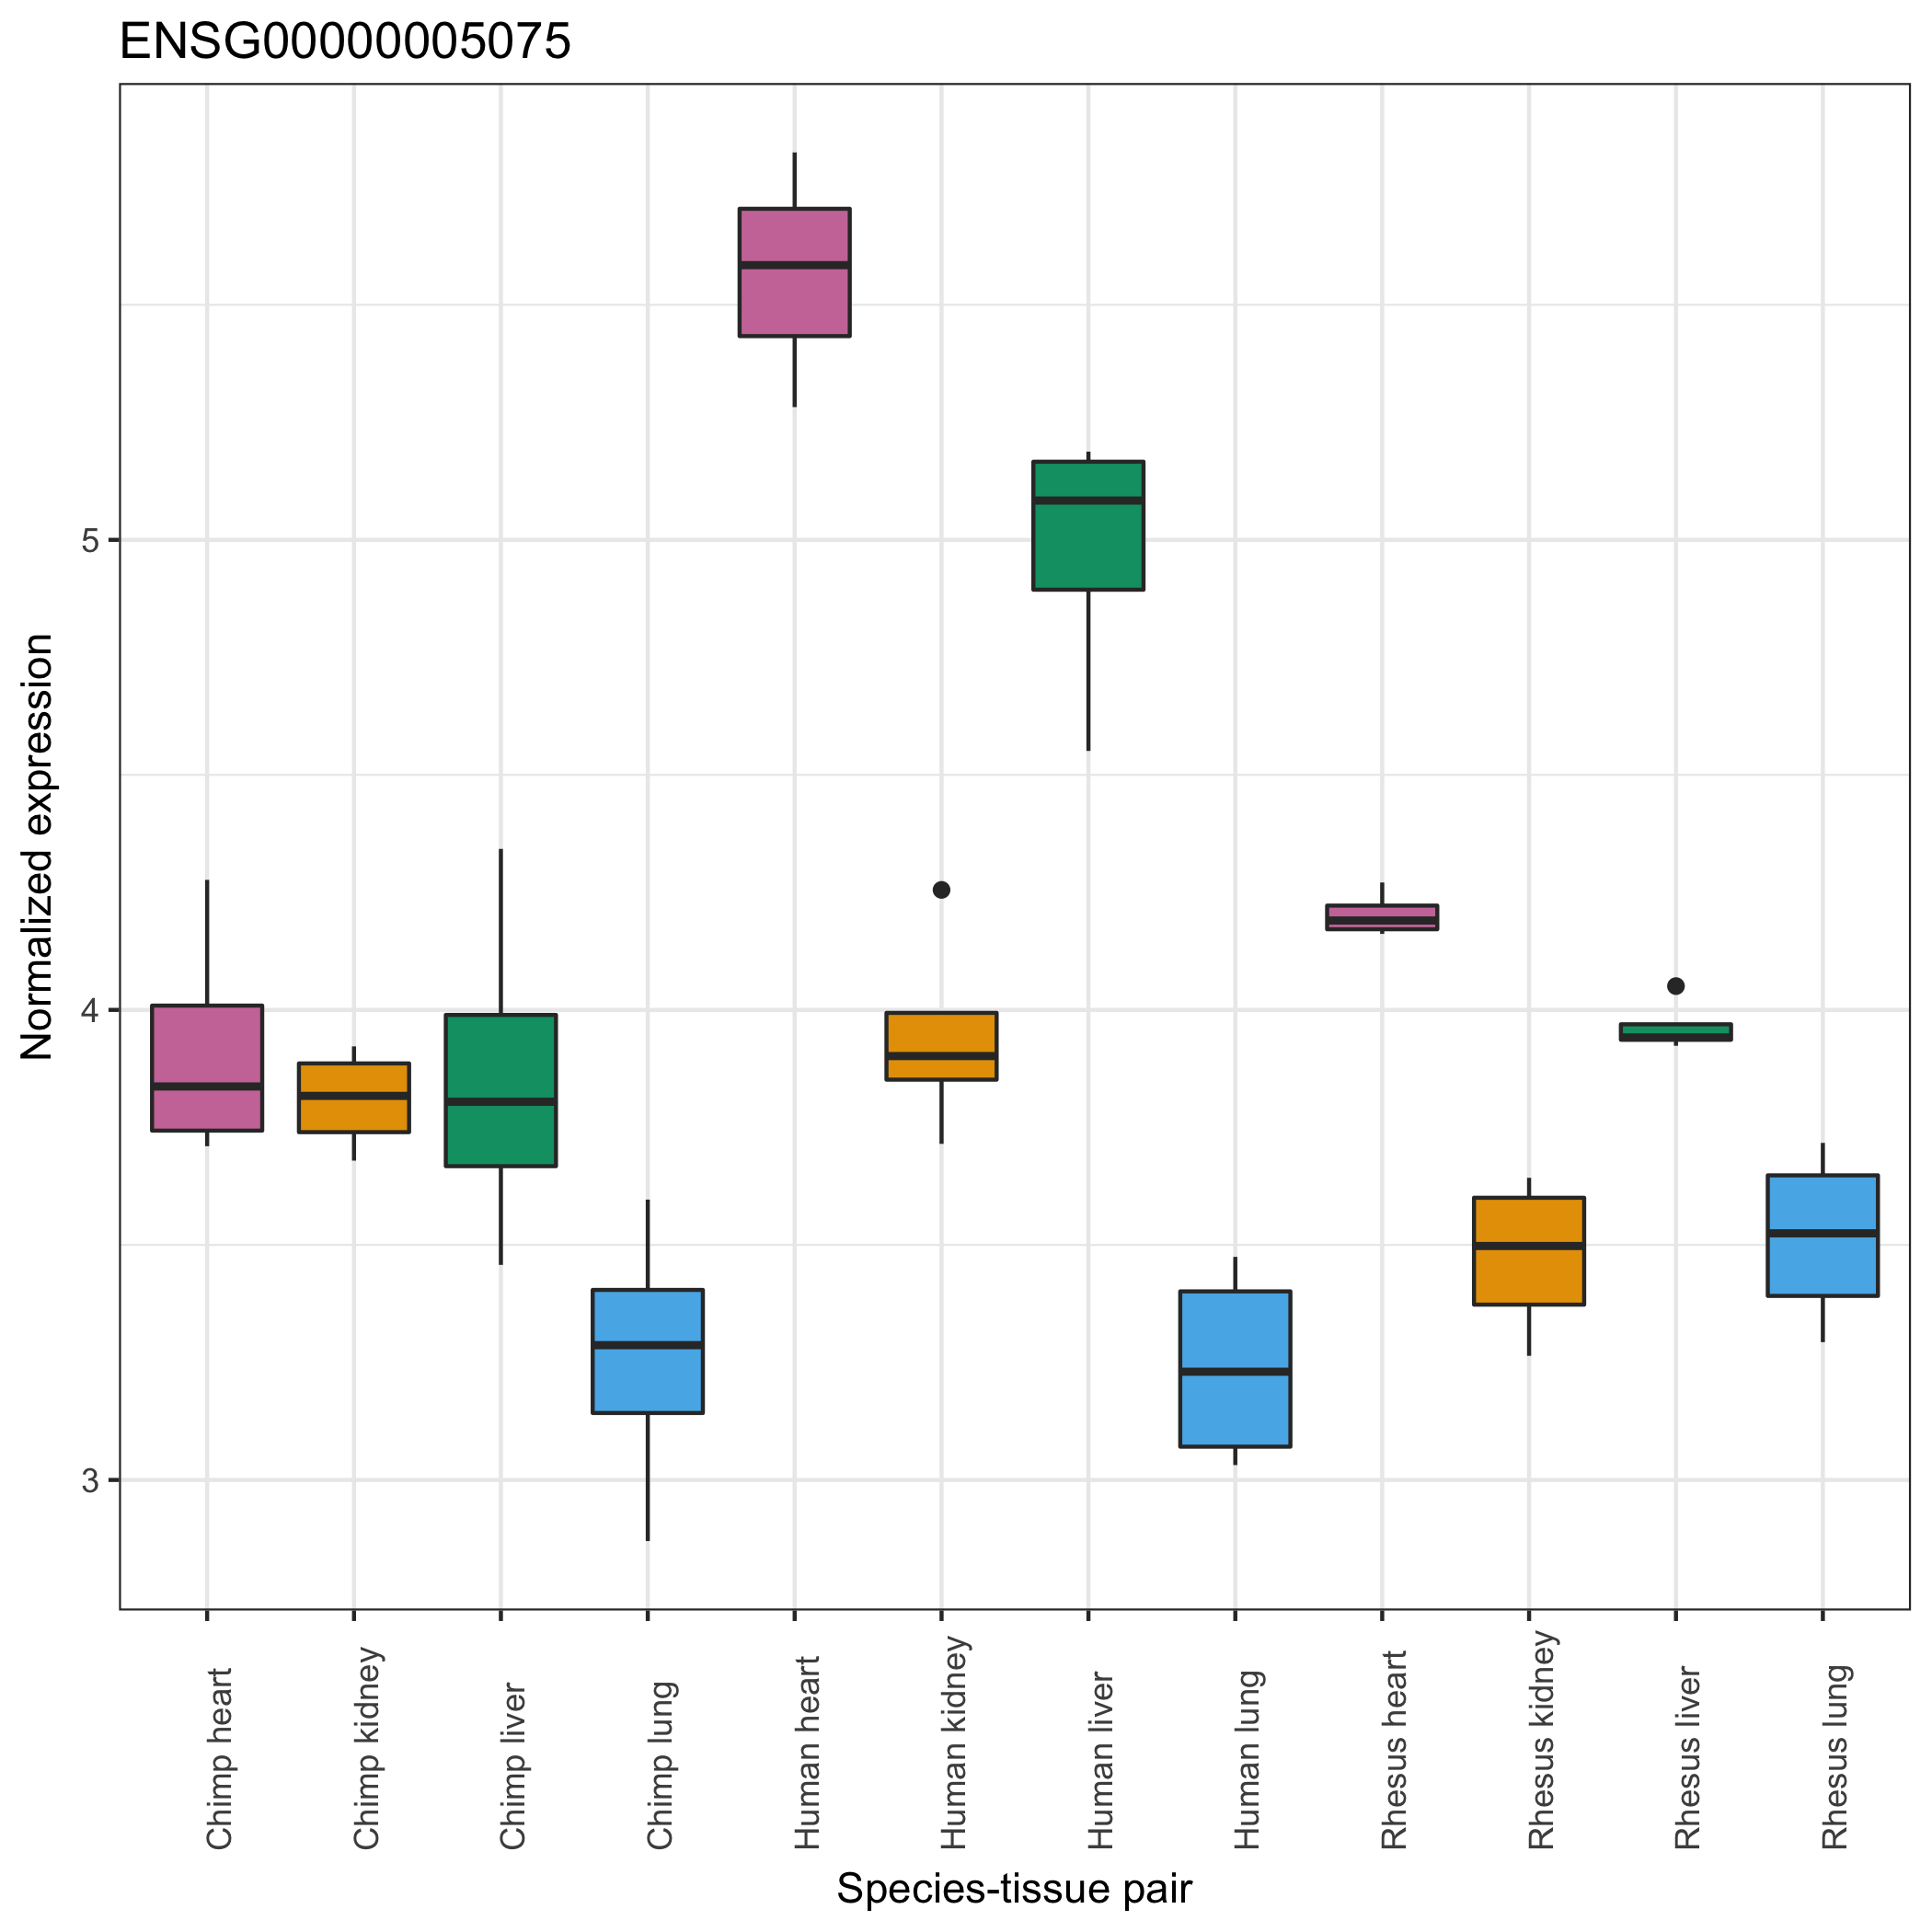 ENSG00000005075
Normalized expression
5
4
3
Chimp heart
Chimp kidney
Chimp liver
Chimp lung
Human heart
Human kidney
Human liver
Human lung
Rhesus heart
Rhesus kidney
Rhesus liver
Rhesus lung
Species-tissue pair